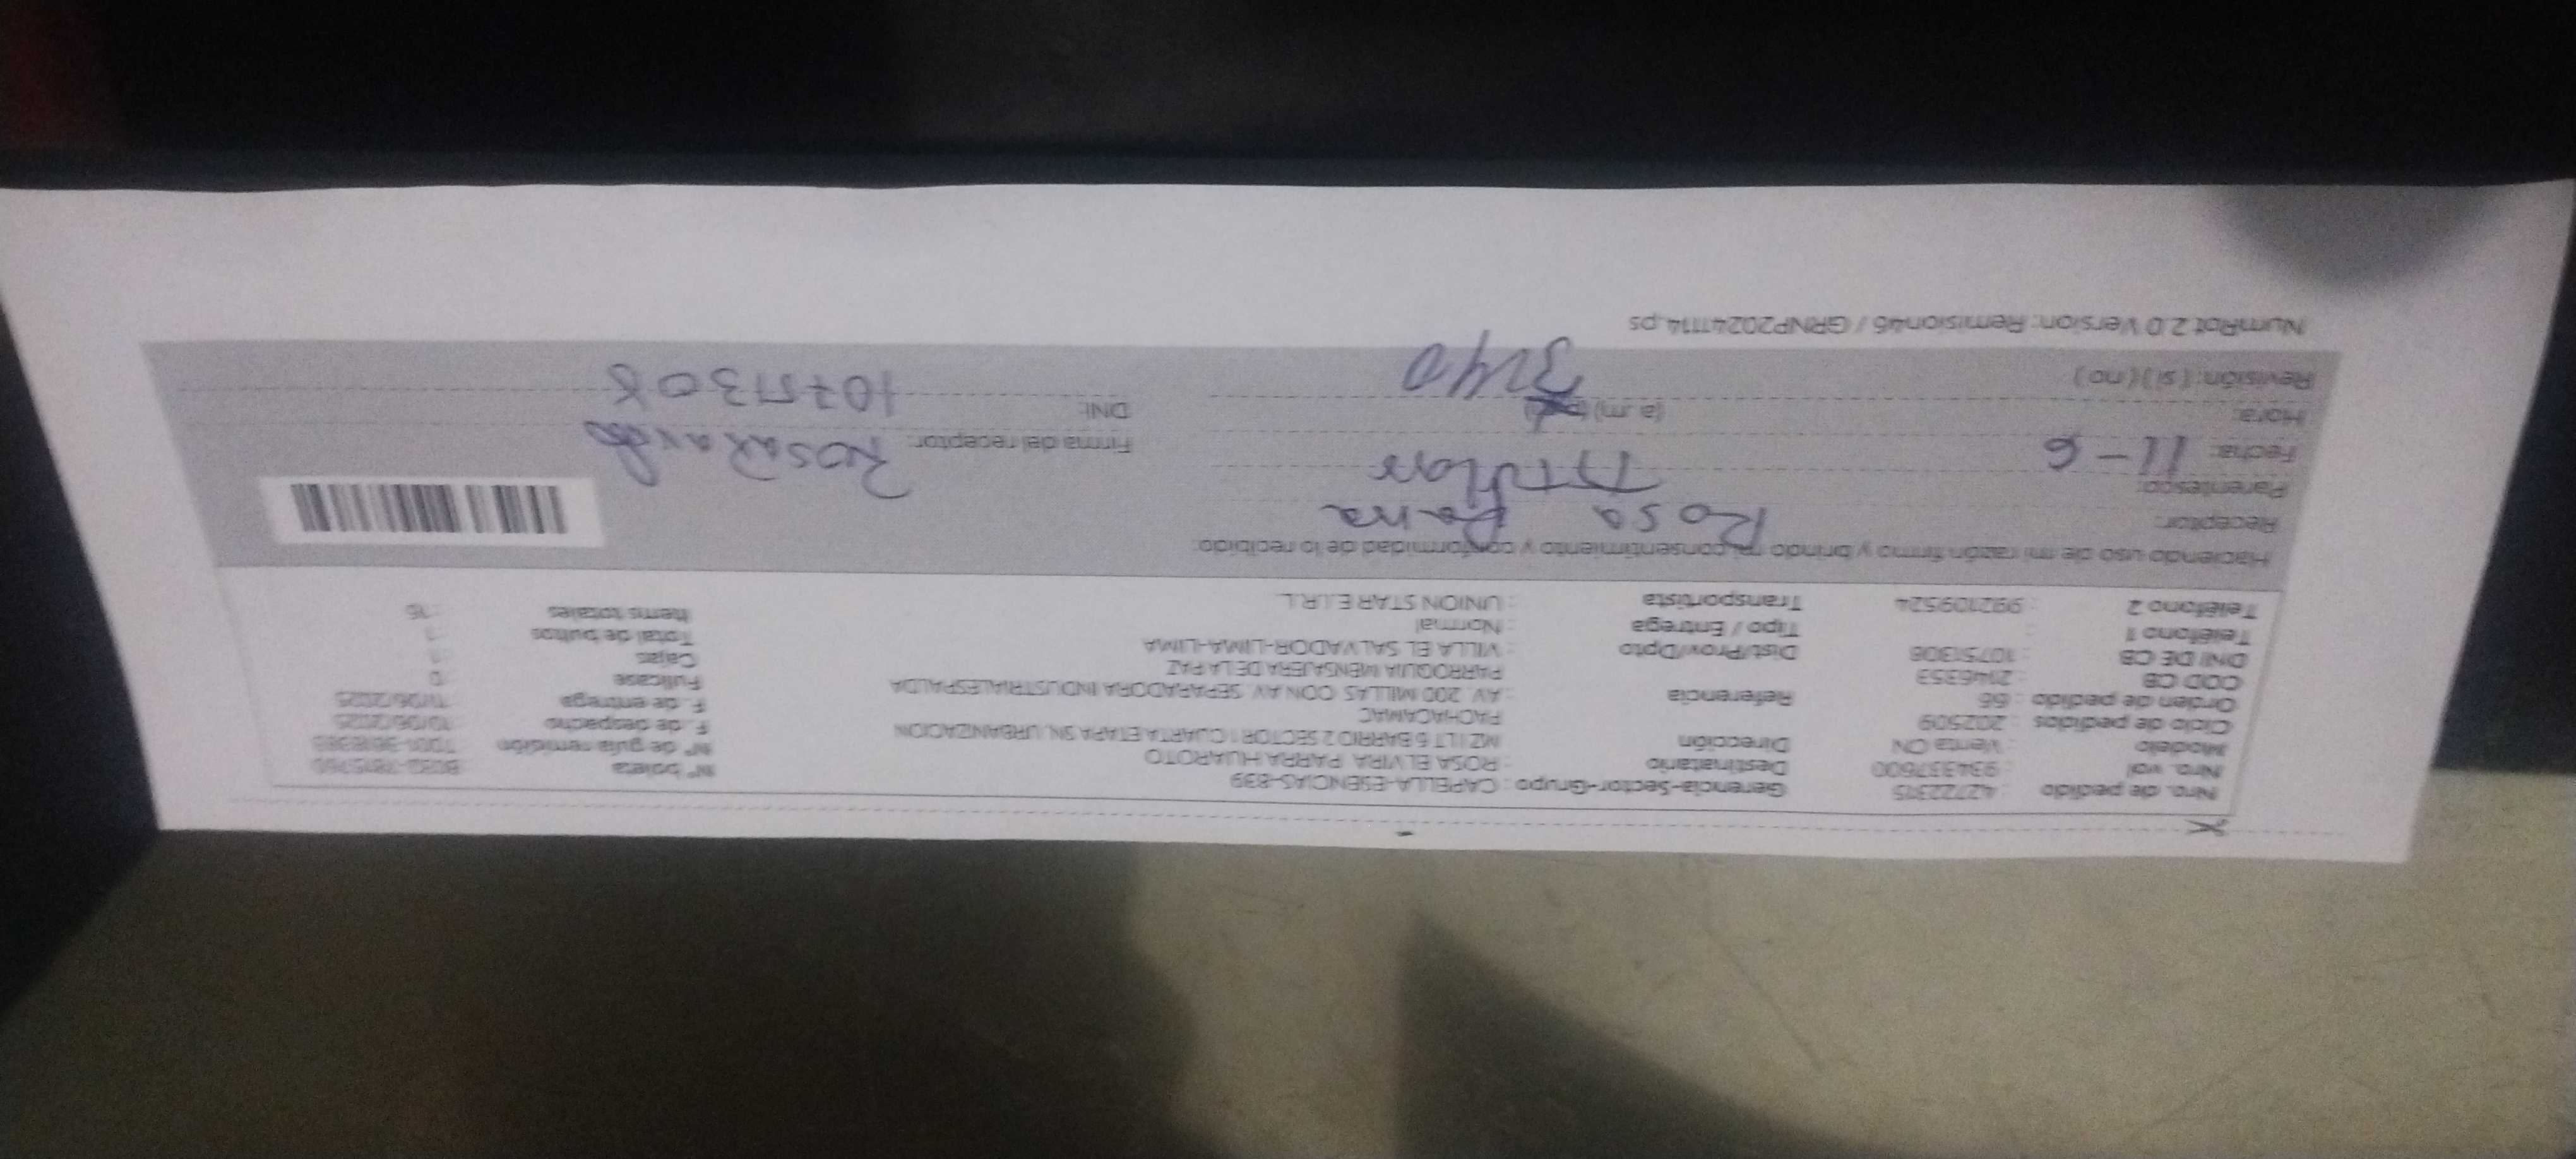 Nro. de pedido : 42722315 Gerencia-Sector-Grupo : CAPELLA-ESENCIAS-839 N° boleta
Nro. vol : 934337600 Destinatario : ROSA ELVIRA PARRA HUAROTO N° de guía remisión
Modelo : Venta CN Dirección : MZ I LT 6 BARRIO 2 SECTOR 1 CUARTA ETAPA SN, URBANIZACION
PACHACAMAC
Ciclo de pedidos : 202509 F. de despacho : 10/06/2025
Orden de pedido : 66 Referencia : AV. 200 MILLAS CON AV. SEPARADORA INDUSTRIALESPALDA
PARROQUIA MENSAJERA DE LA PAZ
F. de entrega : 11/06/2025
COD CB : 2146353 Fullcase : 0
DNI DE CB : 10751308 Dist/Prov/Dpto : VILLA EL SALVADOR-LIMA-LIMA Cajas : 1
Teléfono 1 : Tipo / Entrega : Normal Total de bultos : 1
Teléfono 2 : 992109524 Transportista : UNION STAR E.I.R.L. Items totales : 16
Haciendo uso de mi razón firmo y brindo mi consentimiento y conformidad de lo recibido:
Receptor: Rosa Parra
Parentesco: Titular
Fecha: 11-6 Firma del receptor:
Hora: (a.m) DNI: 10751308
Revisión: ( si ) ( no ) 3:40
NumRot 2.0 Version: Remision46 / GRNP20241114.ps